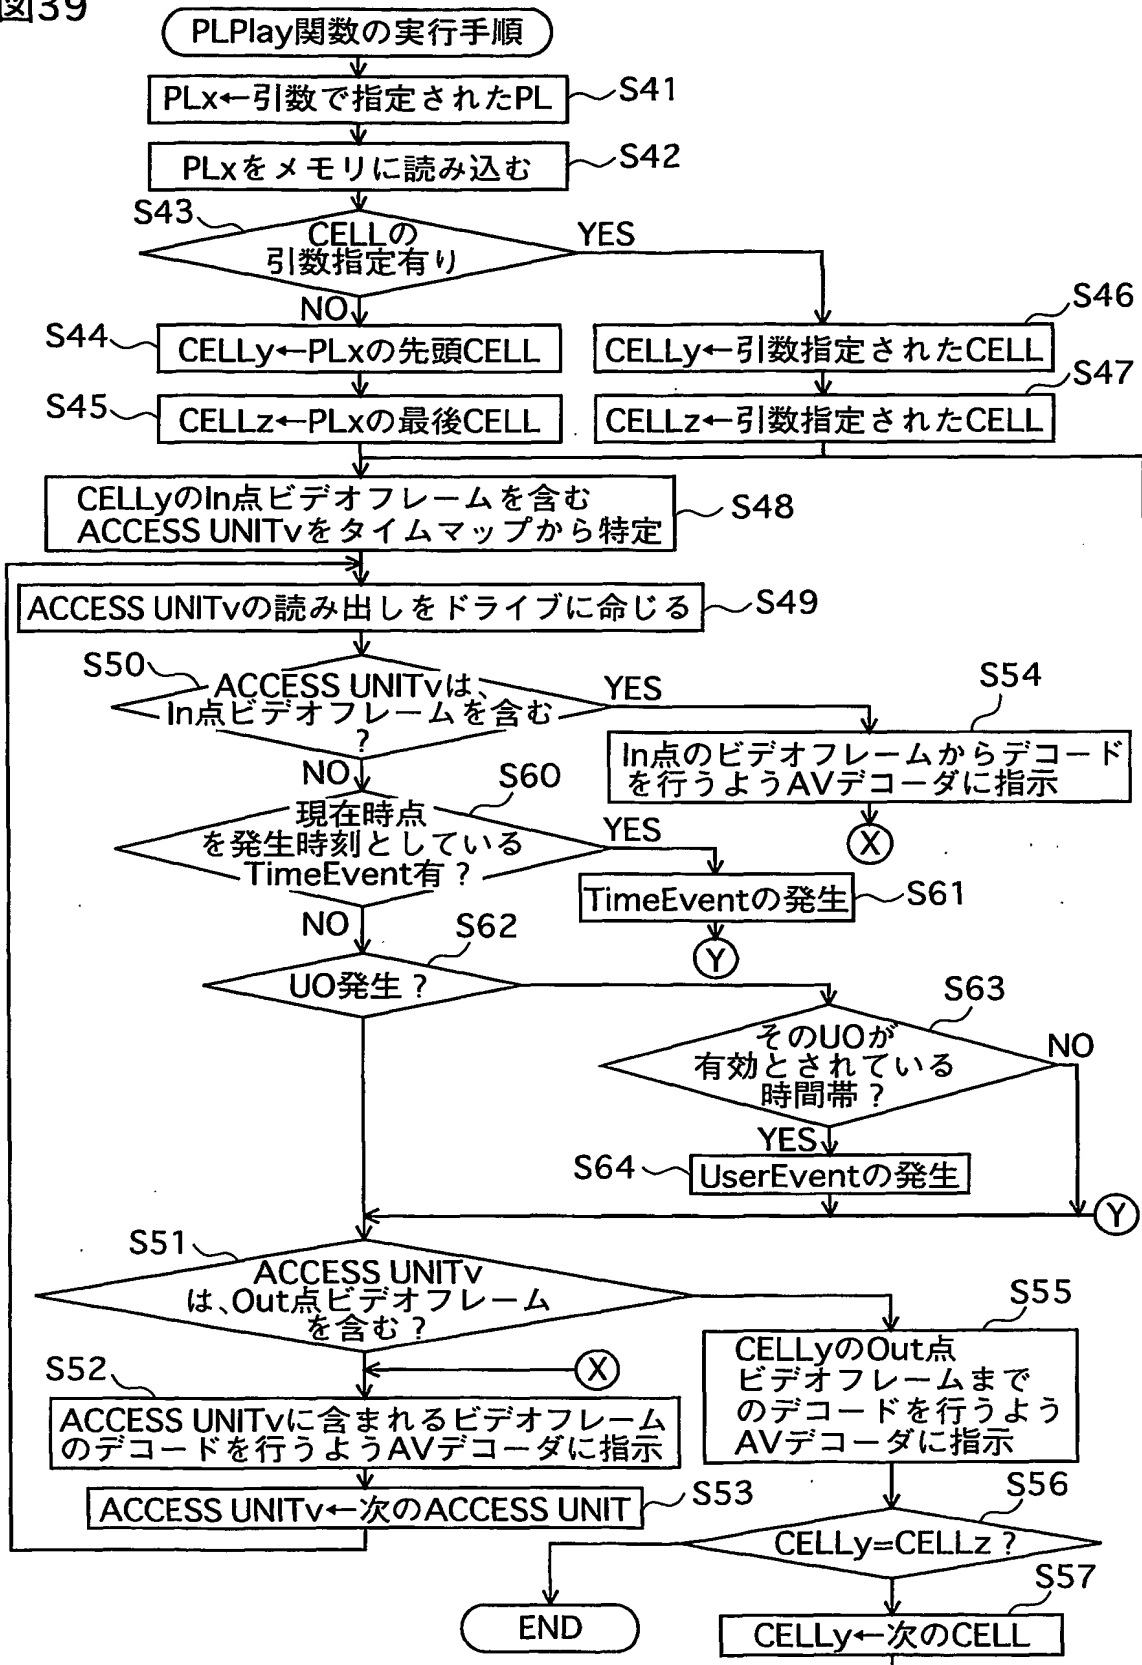 図39
PLPlay関数の実行手順
PLx←引数で指定されたPL
S41
PLxをメモリに読み込む
S42
S43
CELLの
引数指定有り
YES
NO
S44
CELLy←PLxの先頭CELL
S46
CELLy←引数指定されたCELL
S45
CELLz←PLxの最後CELL
S47
CELLz←引数指定されたCELL
CELLyのIn点ビデオフレームを含む
ACCESS UNITvをタイムマップから特定
S48
ACCESS UNITvの読み出しをドライブに命じる
S49
S50
ACCESS UNITvは、
In点ビデオフレームを含む
?
YES
NO
S54
In点のビデオフレームからデコード
を行うようAVデコーダに指示
X
S60
現在時点
を発生時刻としている
TimeEvent有?
YES
NO
TimeEventの発生
S61
Y
S62
UO発生?
S63
そのUOが
有効とされている
時間帯?
NO
YES
S64
UserEventの発生
Y
S51
ACCESS UNITv
は、Out点ビデオフレーム
を含む?
S55
CELLyのOut点
ビデオフレームまで
のデコードを行うよう
AVデコーダに指示
X
S52
ACCESS UNITvに含まれるビデオフレーム
のデコードを行うようAVデコーダに指示
ACCESS UNITv←次のACCESS UNIT
S53
S56
CELLy=CELLz?
END
S57
CELLy←次のCELL